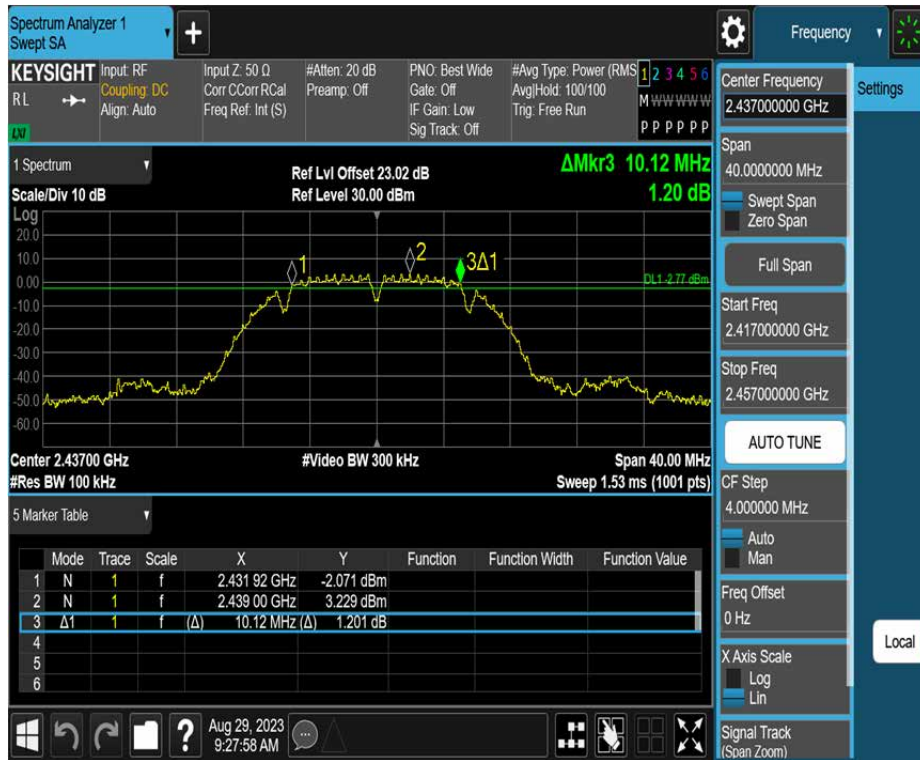 Spectrum Analyzer 1
Swept SA
+
Frequency
KEYSIGHT Input: RF Input Z: 50 Ω #Atten: 20 dB PNO: Best Wide #Avg Type: Power (RMS 1 2 3 4 5 6
RL Coupling: DC Corr CCorr RCal Preamp: Off Gate: Off Avg|Hold: 100/100 M W W W W W
Align: Auto Freq Ref: Int (S) IF Gain: Low Trig: Free Run
LXI Sig Track: Off P P P P P P
1 Spectrum
Ref Lvl Offset 23.02 dB ΔMkr3 10.12 MHz
Scale/Div 10 dB Ref Level 30.00 dBm 1.20 dB
Log
20.0
10.0
0.00
-10.0
-20.0
-30.0
-40.0
-50.0
-60.0
1
2
3Δ1
DL1 -2.77 dBm
Center 2.43700 GHz #Video BW 300 kHz Span 40.00 MHz
#Res BW 100 kHz Sweep 1.53 ms (1001 pts)
5 Marker Table
Mode Trace Scale X Y Function Function Width Function Value
1 N 1 f 2.431 92 GHz -2.071 dBm
2 N 1 f 2.439 00 GHz 3.229 dBm
3 Δ1 1 f (Δ) 10.12 MHz (Δ) 1.201 dB
4
5
6
?
Aug 29, 2023
9:27:58 AM
Center Frequency
2.437000000 GHz
Settings
Span
40.0000000 MHz
Swept Span
Zero Span
Full Span
Start Freq
2.417000000 GHz
Stop Freq
2.457000000 GHz
AUTO TUNE
CF Step
4.000000 MHz
Auto
Man
Freq Offset
0 Hz
Local
X Axis Scale
Log
Lin
Signal Track
(Span Zoom)